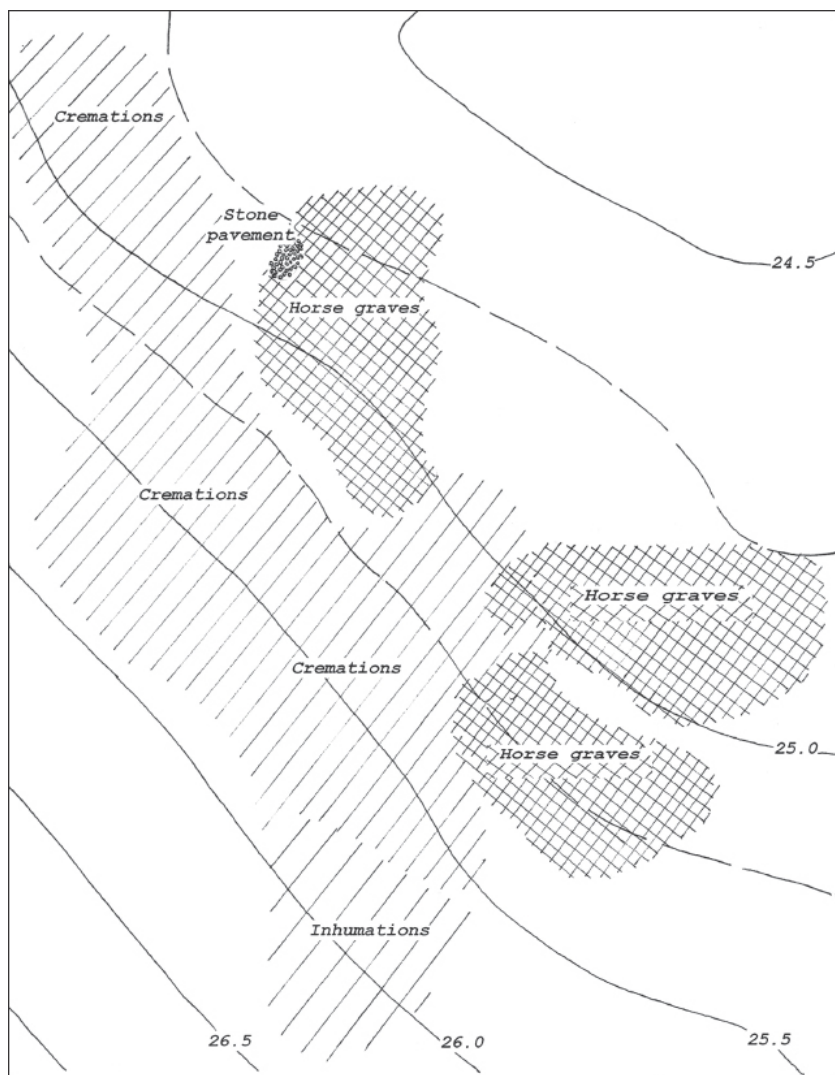 Cremations
Stone
pavement
24.5
Horse graves
Cremations
Horse graves
Cremations
25.0
Horse graves
Inhumations
26.5
26.0
25.5